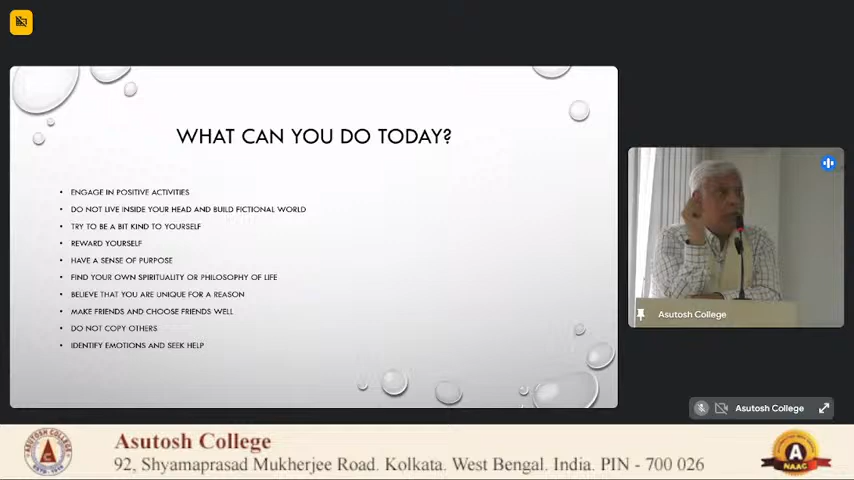 WHAT CAN YOU DO TODAY?
• ENGAGE IN POSITIVE ACTIVITIES
• DO NOT LIVE INSIDE YOUR HEAD AND BUILD FICTIONAL WORLD
• TRY TO BE A BIT KIND TO YOURSELF
• REWARD YOURSELF
• HAVE A SENSE OF PURPOSE
• FIND YOUR OWN SPIRITUALITY OR PHILOSOPHY OF LIFE
• BELIEVE THAT YOU ARE UNIQUE FOR A REASON
• MAKE FRIENDS AND CHOOSE FRIENDS WELL
• DO NOT COPY OTHERS
• IDENTIFY EMOTIONS AND SEEK HELP
Asutosh College
Asutosh College
ASUTOSH COLLEGE
Asutosh College
92, Shyamaprasad Mukherjee Road. Kolkata. West Bengal. India. PIN - 700 026
A
NAAC